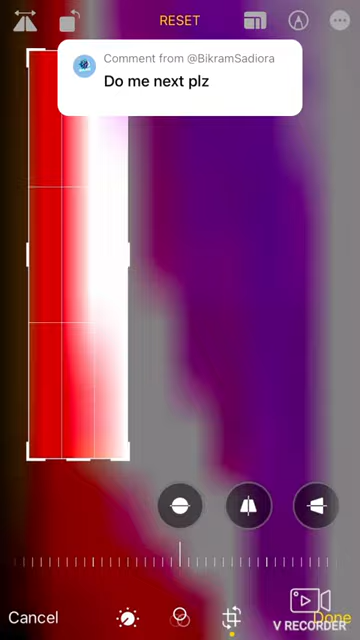 RESET
Comment from @BikramSadiora
Do me next plz
Cancel
Done
V RECORDER